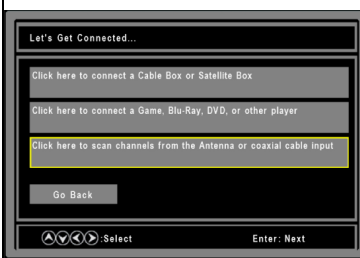 Let's Get Connected...
Click here to connect a Cable Box or Satellite Box
Click here to connect a Game, Blu-Ray, DVD, or other player
Click here to scan channels from the Antenna or coaxial cable input
Go Back
:Select Enter: Next